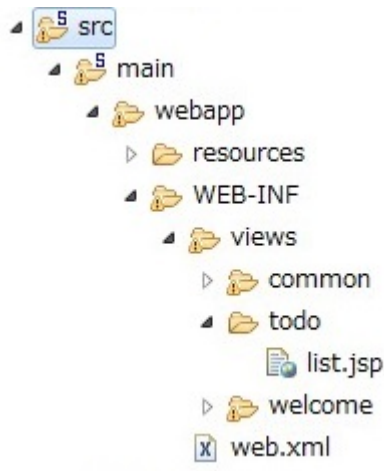 src
main
webapp
resources
WEB-INF
views
common
todo
list.jsp
welcome
web.xml